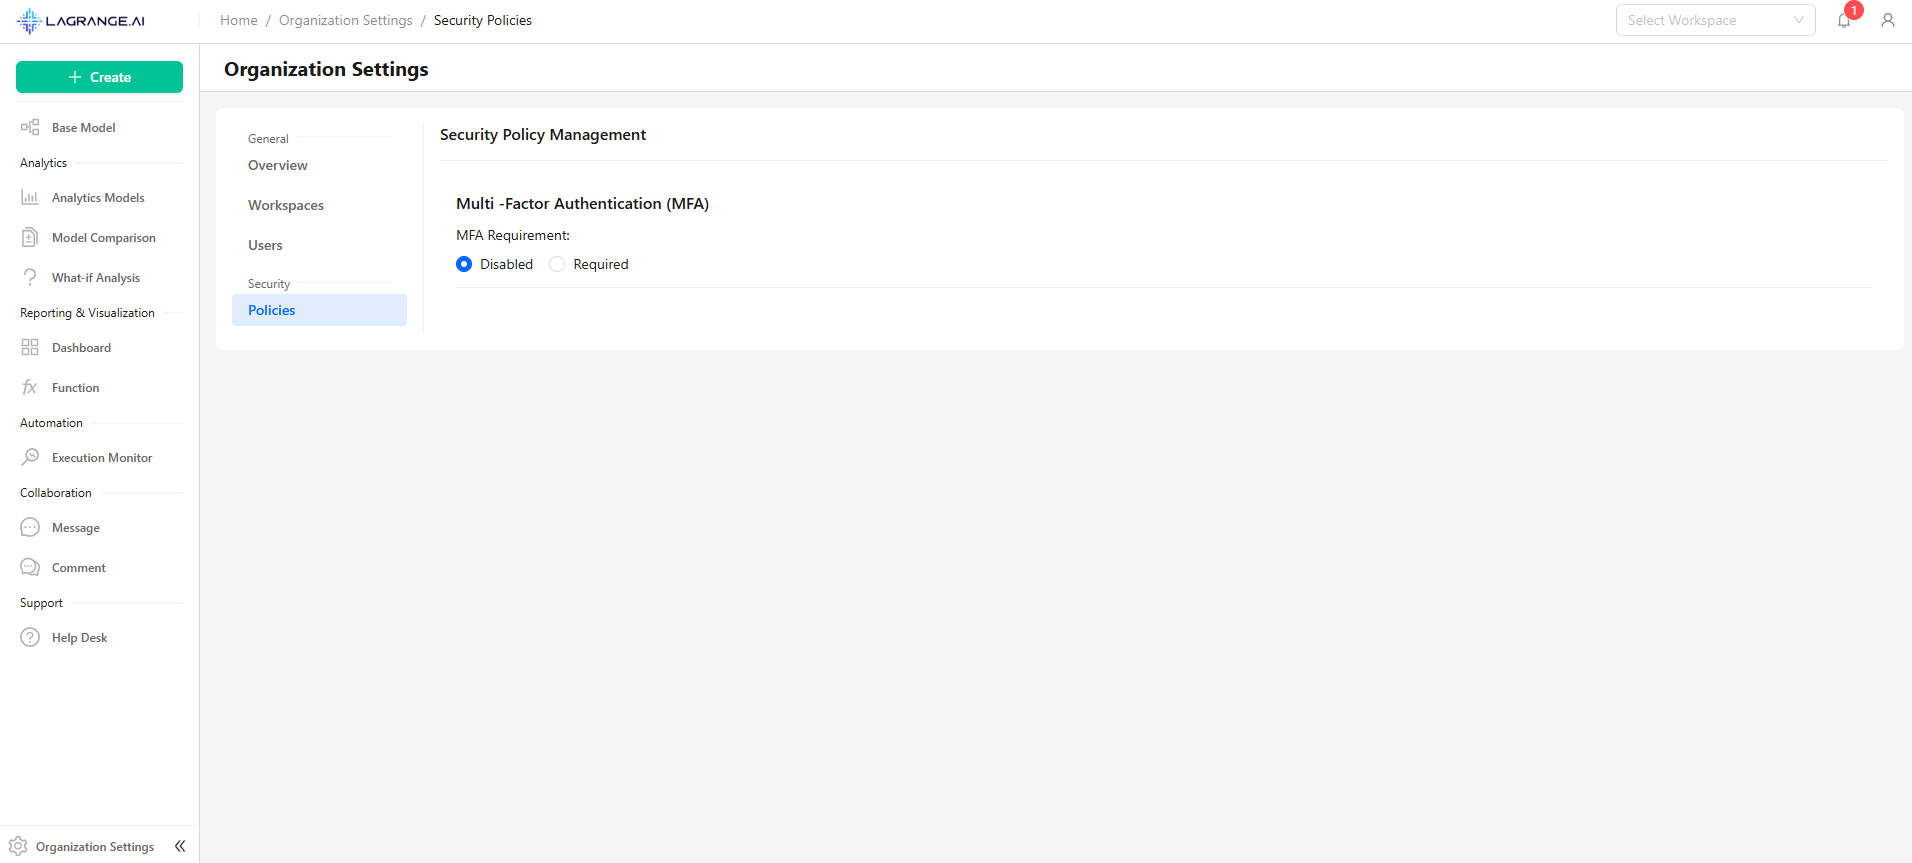 LAGRANGE.AI
Home / Organization Settings / Security Policies
Select Workspace
1
Create
Organization Settings
Base Model
Analytics
Analytics Models
Model Comparison
What-if Analysis
Reporting & Visualization
Dashboard
Function
Automation
Execution Monitor
Collaboration
Message
Comment
Support
Help Desk
Organization Settings
General
Overview
Workspaces
Users
Security
Policies
Security Policy Management
Multi -Factor Authentication (MFA)
MFA Requirement:
Disabled Required